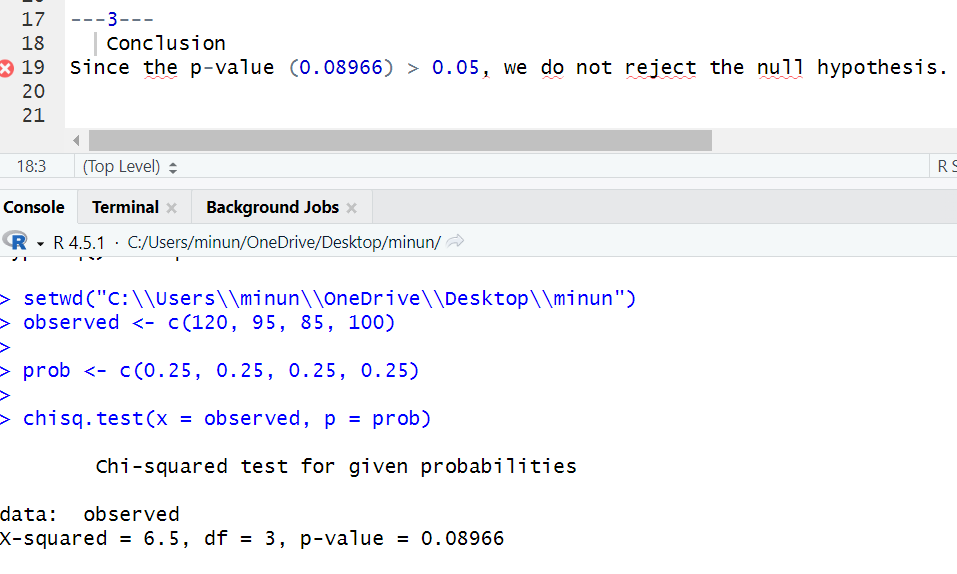 17 ---3---
18 Conclusion
19 Since the p-value (0.08966) > 0.05, we do not reject the null hypothesis.
20
21
18:3 (Top Level) R S
Console Terminal Background Jobs
R R 4.5.1 · C:/Users/minun/OneDrive/Desktop/minun/
> setwd("C:\\Users\\minun\\OneDrive\\Desktop\\minun")
> observed <- c(120, 95, 85, 100)
>
> prob <- c(0.25, 0.25, 0.25, 0.25)
>
> chisq.test(x = observed, p = prob)
Chi-squared test for given probabilities
data: observed
X-squared = 6.5, df = 3, p-value = 0.08966